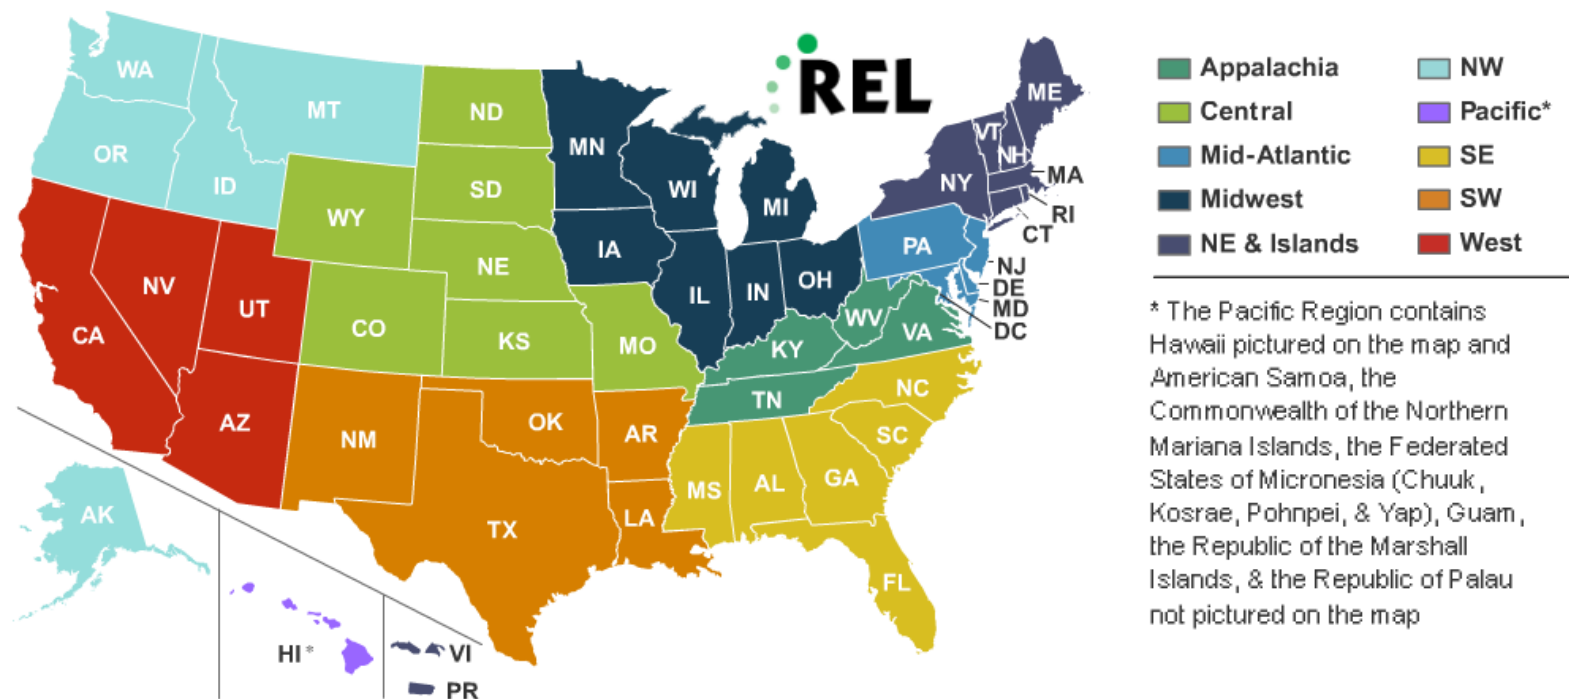 REL
WA
MT
ND
MN
ME
OR
ID
SD
WI
MI
VT
NH
NY
MA
RI
CT
WY
IA
NE
PA
NJ
DE
MD
DC
NV
UT
CO
KS
MO
IL
IN
OH
WV
VA
KY
CA
AZ
NM
OK
AR
TN
NC
SC
TX
LA
MS
AL
GA
FL
AK
HI*
VI
PR
Appalachia
Central
Mid-Atlantic
Midwest
NE & Islands
NW
Pacific*
SE
SW
West
* The Pacific Region contains
Hawaii pictured on the map and
American Samoa, the
Commonwealth of the Northern
Mariana Islands, the Federated
States of Micronesia (Chuuk,
Kosrae, Pohnpei, & Yap), Guam,
the Republic of the Marshall
Islands, & the Republic of Palau
not pictured on the map